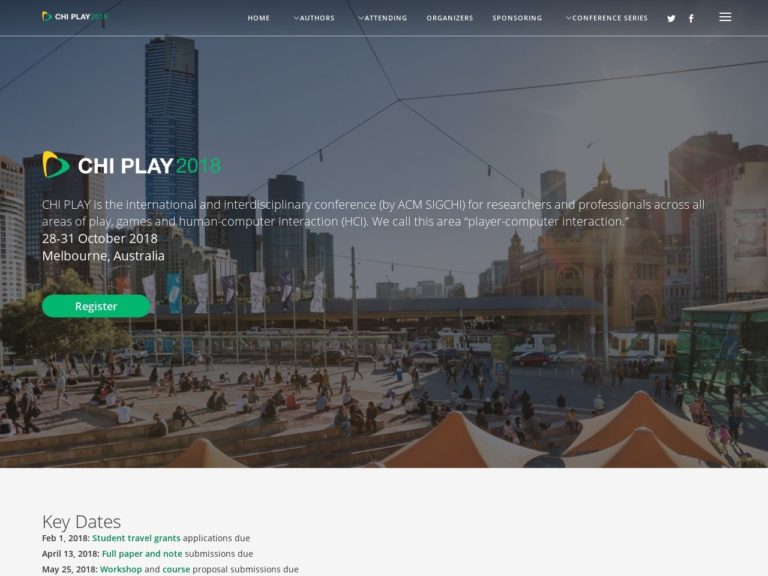 CHI PLAY 2018
HOME AUTHORS ATTENDING ORGANIZERS SPONSORING CONFERENCE SERIES
CHI PLAY 2018
CHI PLAY is the international and interdisciplinary conference (by ACM SIGCHI) for researchers and professionals across all
areas of play, games and human-computer interaction (HCI). We call this area “player-computer interaction.”
28-31 October 2018
Melbourne, Australia
Register
Key Dates
Feb 1, 2018: Student travel grants applications due
April 13, 2018: Full paper and note submissions due
May 25, 2018: Workshop and course proposal submissions due